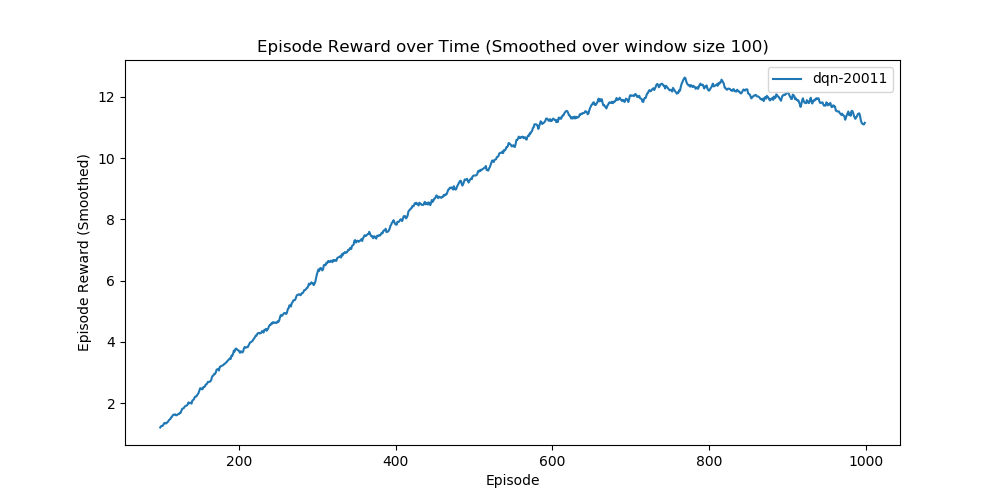 Episode Reward over Time (Smoothed over window size 100)
dqn-20011
Episode Reward (Smoothed)
12
10
8
6
4
2
200 400 600 800 1000
Episode